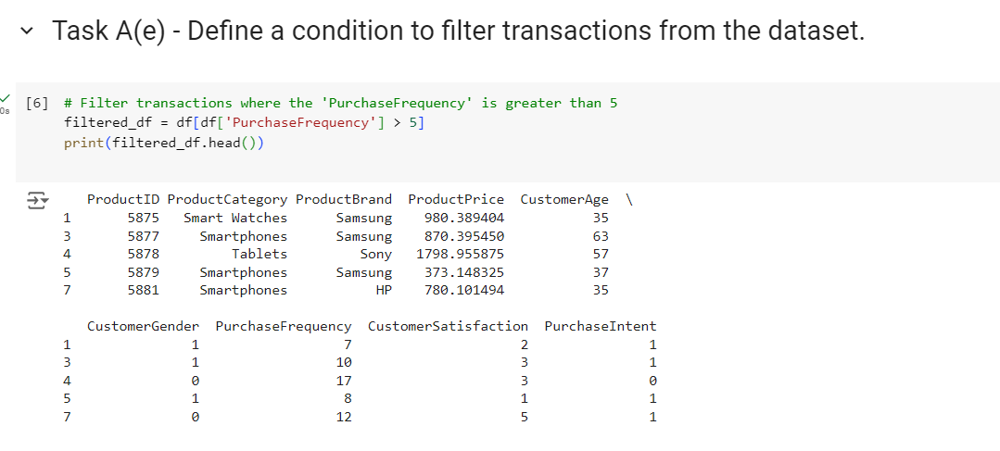 Task A(e) - Define a condition to filter transactions from the dataset.
0s
[6] # Filter transactions where the 'PurchaseFrequency' is greater than 5
filtered_df = df[df['PurchaseFrequency'] > 5]
print(filtered_df.head())
ProductID ProductCategory ProductBrand ProductPrice CustomerAge \
1 5875 Smart Watches Samsung 980.389404 35
3 5877 Smartphones Samsung 870.395450 63
4 5878 Tablets Sony 1798.955875 57
5 5879 Smartphones Samsung 373.148325 37
7 5881 Smartphones HP 780.101494 35
CustomerGender PurchaseFrequency CustomerSatisfaction PurchaseIntent
1 1 7 2 1
3 1 10 3 1
4 0 17 3 0
5 1 8 1 1
7 0 12 5 1